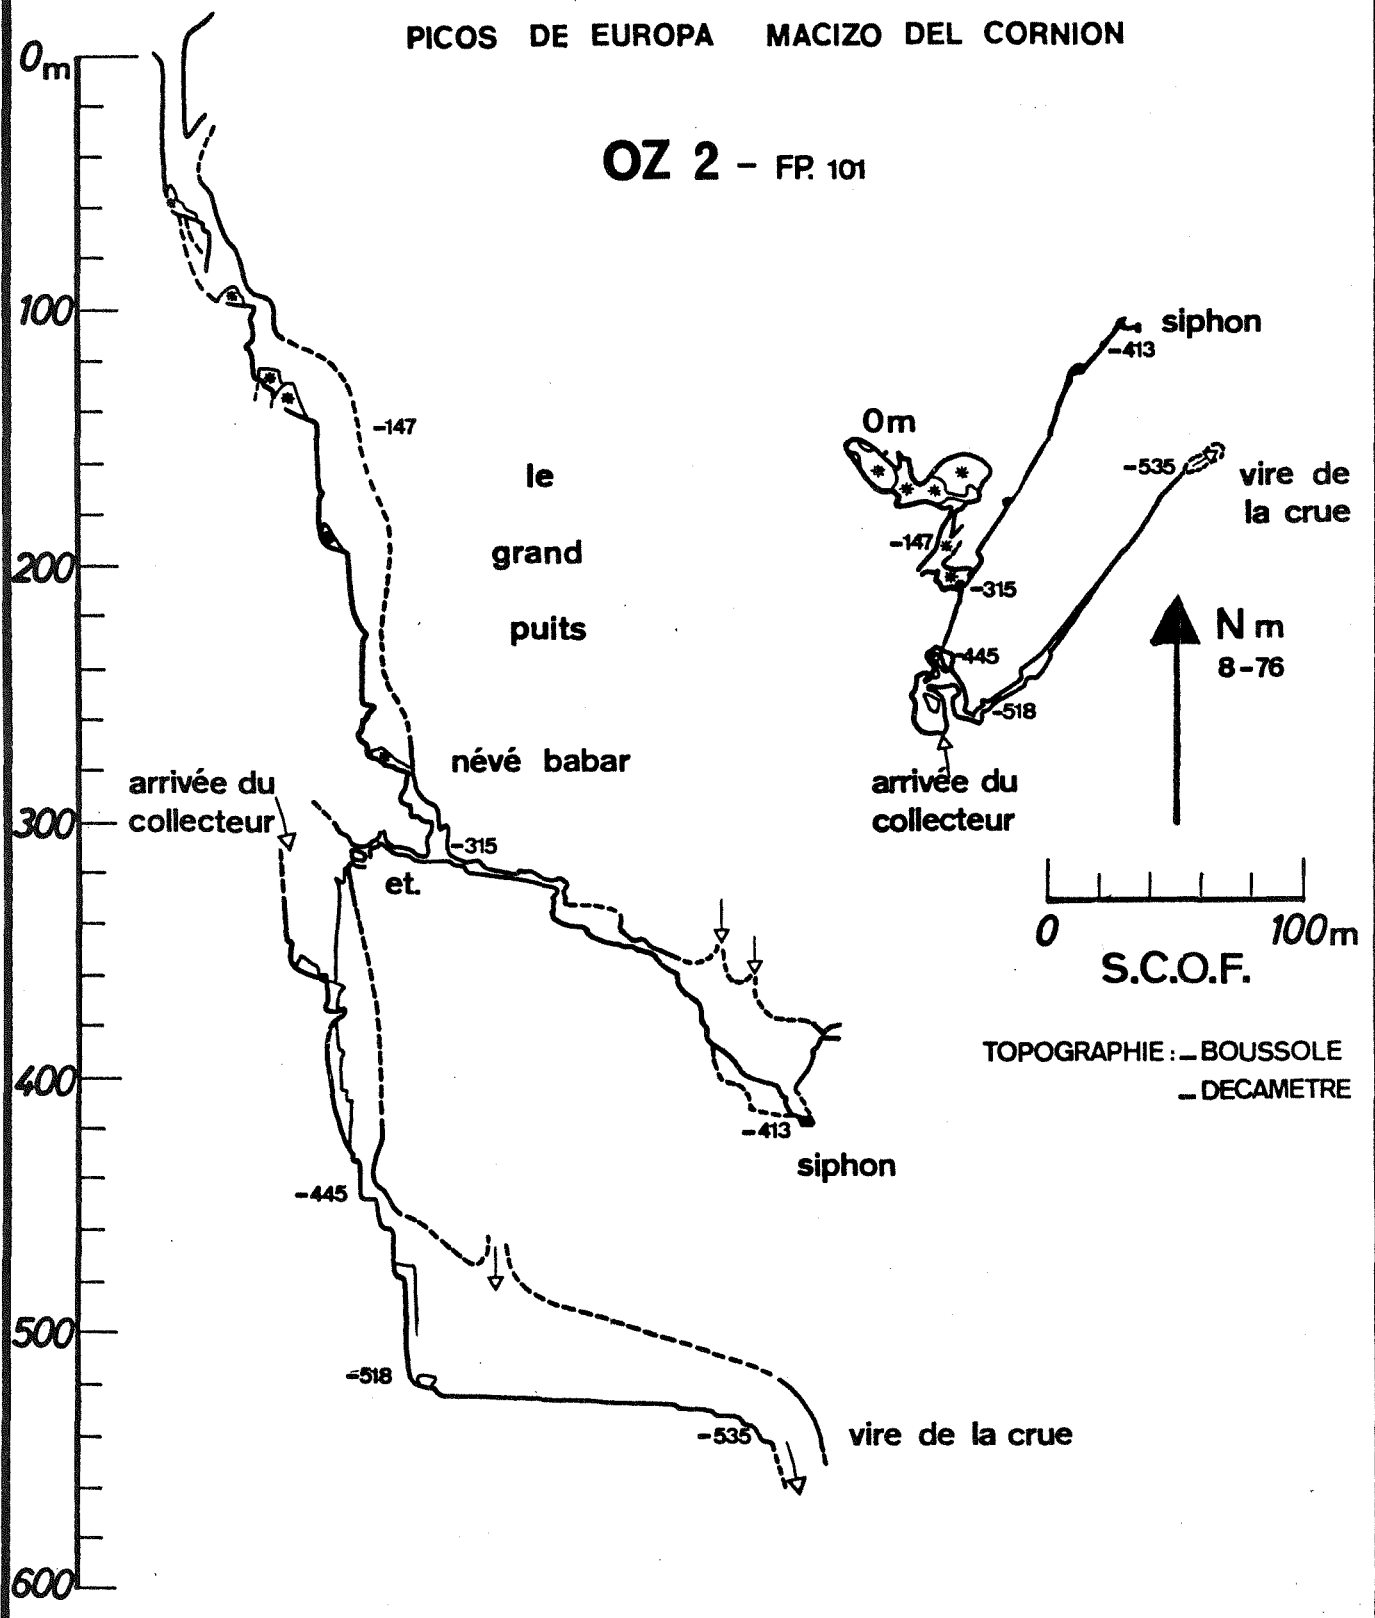 PICOS DE EUROPA MACIZO DEL CORNION
OZ 2 - FP. 101
0m
100
200
300
400
500
600
-147
le
grand
puits
névé babar
arrivée du
collecteur
-315
et.
-413
siphon
-445
-518
-535
vire de la crue
siphon
-413
0m
-535
vire de
la crue
-147
-315
-445
-518
arrivée du
collecteur
Nm
8-76
0
100m
S.C.O.F.
TOPOGRAPHIE: - BOUSSOLE
- DECAMETRE